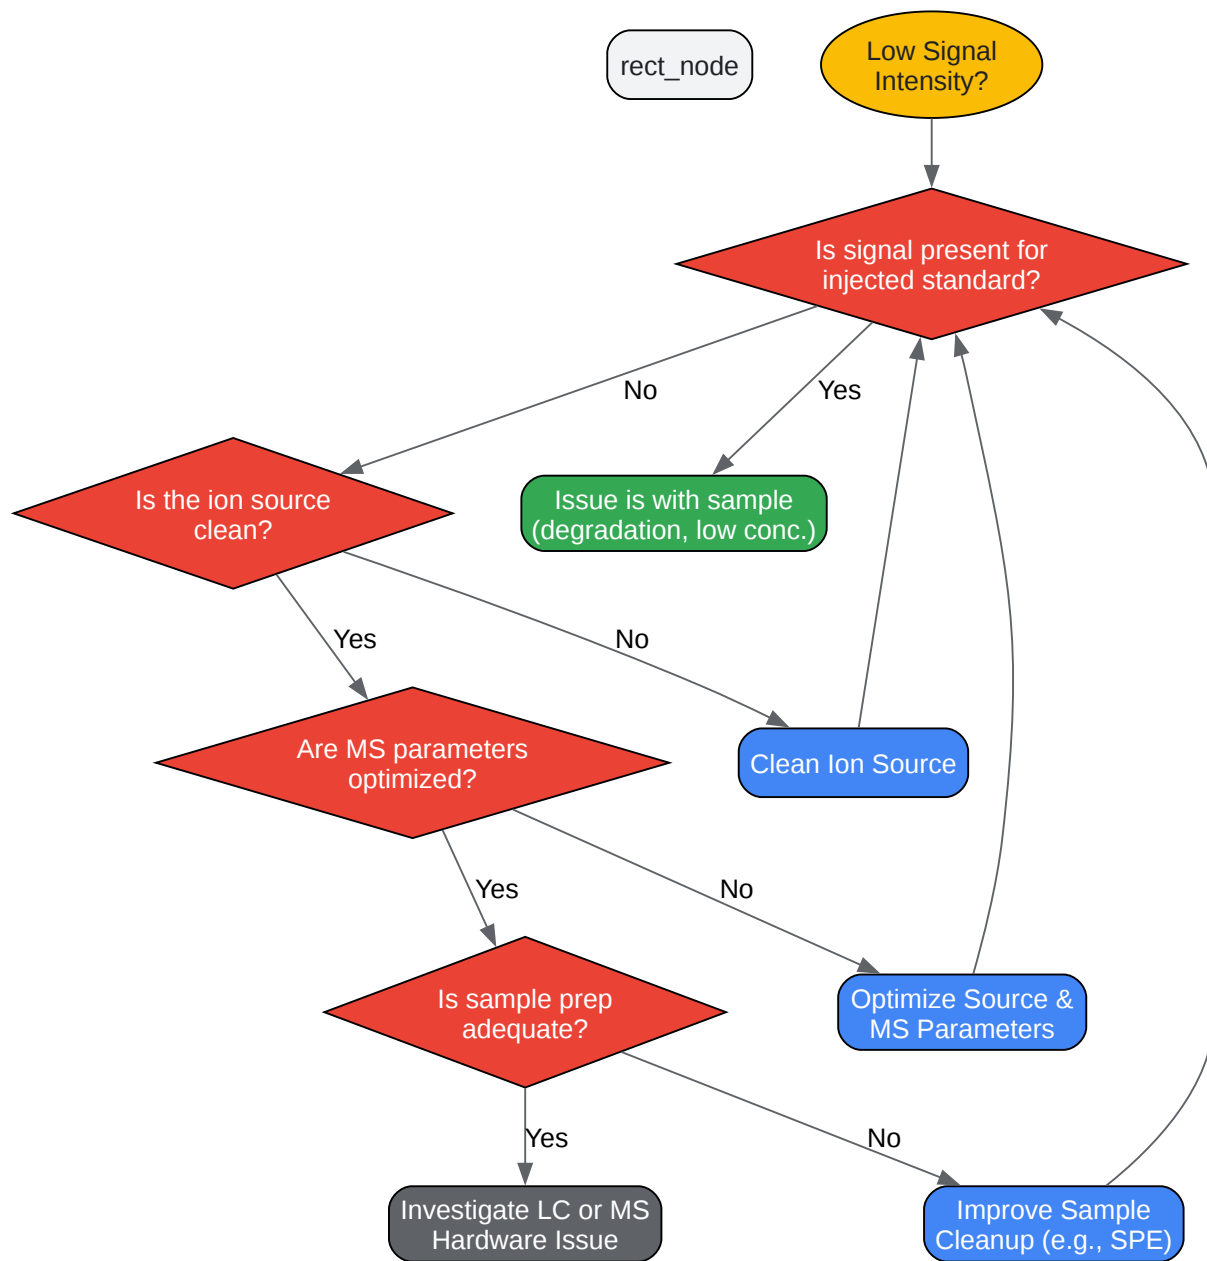 rect_node
Low Signal
Intensity?
Is signal present for
injected standard?
No
Yes
Is the ion source
clean?
Issue is with sample
(degradation, low conc.)
Yes
No
Are MS parameters
optimized?
Clean Ion Source
Yes
No
Is sample prep
adequate?
Optimize Source &
MS Parameters
Yes
No
Investigate LC or MS
Hardware Issue
Improve Sample
Cleanup (e.g., SPE)